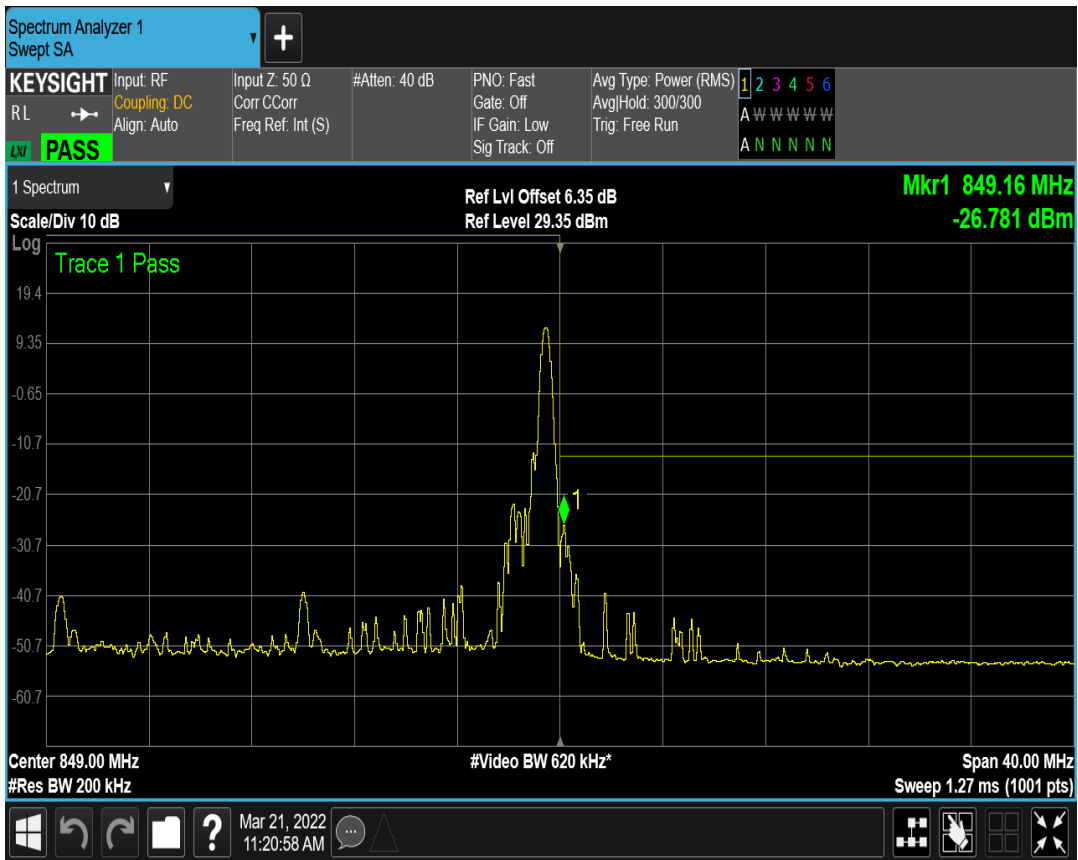 Spectrum Analyzer 1
Swept SA
KEYSIGHT
RL
LXI PASS
Input: RF
Coupling: DC
Align: Auto
Input Z: 50 Ω
Corr CCorr
Freq Ref: Int (S)
#Atten: 40 dB
PNO: Fast
Gate: Off
IF Gain: Low
Sig Track: Off
Avg Type: Power (RMS)
Avg|Hold: 300/300
Trig: Free Run
1 2 3 4 5 6
A W W W W W
A N N N N N
1 Spectrum
Scale/Div 10 dB
Ref Lvl Offset 6.35 dB
Ref Level 29.35 dBm
Mkr1 849.16 MHz
-26.781 dBm
Log
Trace 1 Pass
19.4
9.35
-0.65
-10.7
-20.7
1
-30.7
-40.7
-50.7
-60.7
Center 849.00 MHz
#Video BW 620 kHz*
Span 40.00 MHz
#Res BW 200 kHz
Sweep 1.27 ms (1001 pts)
?
Mar 21, 2022
11:20:58 AM